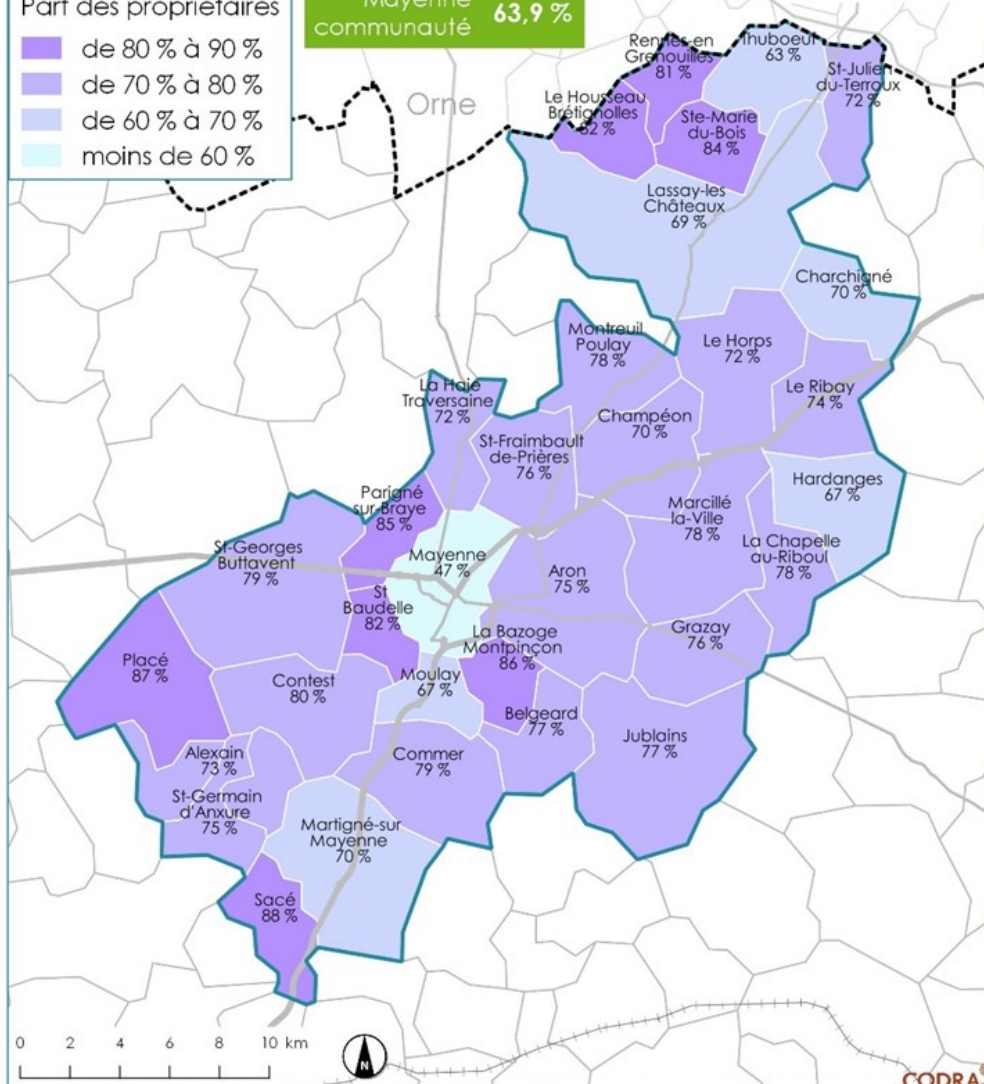 Part des propriétaires
de 80 % à 90 %
de 70 % à 80 %
de 60 % à 70 %
moins de 60 %
Mayenne
communauté
63,9 %
Orne
Rennes-en
Grenouilles
81 %
Thuboeuf
63 %
St-Julien
du-Terroux
72 %
Le Housseau
Brétignolles
82 %
Ste-Marie
du-Bois
84 %
Lassay-les
Châteaux
69 %
Charchigné
70 %
Montreuil
Poulay
78 %
Le Horps
72 %
La Haie
Traversaine
72 %
Le Ribay
74 %
Champéon
70 %
St-Fraimbault
de-Prières
76 %
Hardanges
67 %
Parigné
sur-Braye
85 %
Marcillé
la-Ville
78 %
St-Georges
Buttavent
79 %
Mayenne
47 %
La Chapelle
au-Riboul
78 %
Aron
75 %
St
Baudelle
82 %
La Bazoge
Montpinçon
86 %
Grazay
76 %
Placé
87 %
Contest
80 %
Moulay
67 %
Belgeard
77 %
Jublains
77 %
Alexain
73 %
Commer
79 %
St-Germain
d'Anxure
75 %
Martigné-sur
Mayenne
70 %
Sacé
88 %
0 2 4 6 8 10 km
N
CODRA